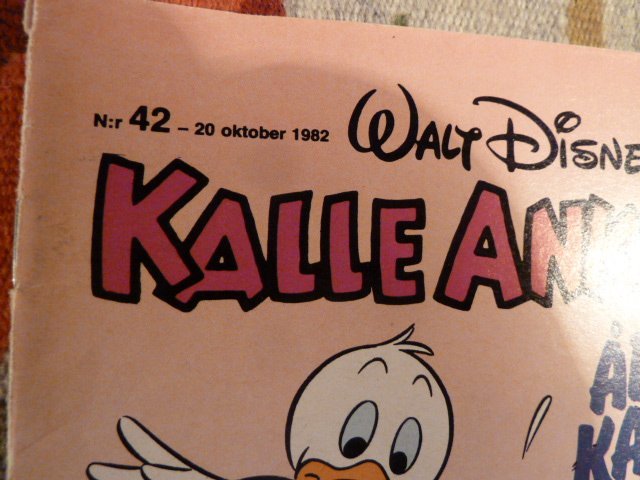 N:r 42 – 20 oktober 1982
WALT DISNE
KALLE AN